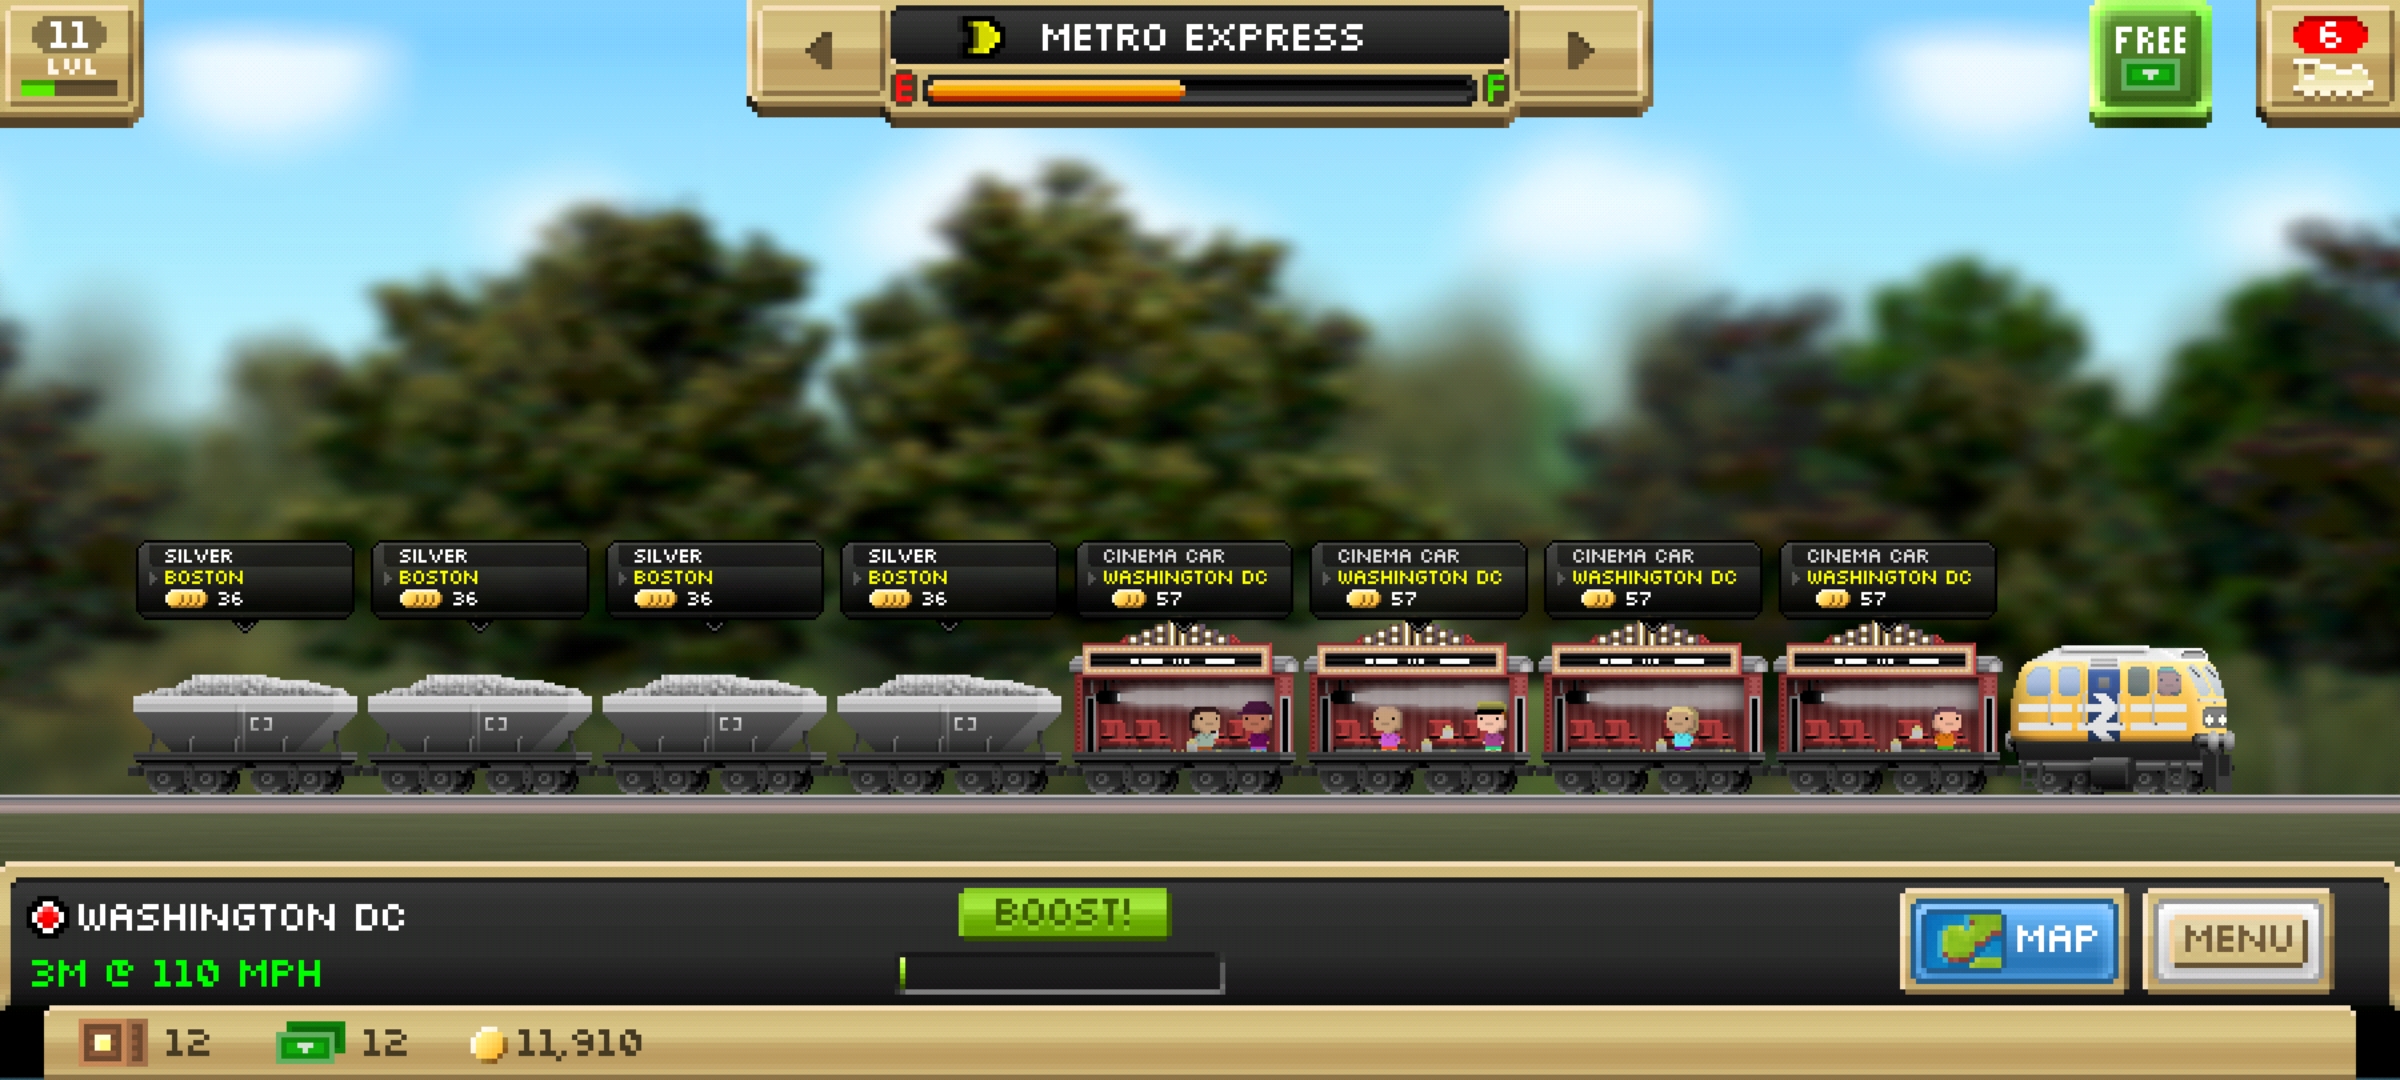 11
LVL
METRO EXPRESS
E F
FREE
6
SILVER
BOSTON
36
SILVER
BOSTON
36
SILVER
BOSTON
36
SILVER
BOSTON
36
CINEMA CAR
WASHINGTON DC
57
CINEMA CAR
WASHINGTON DC
57
CINEMA CAR
WASHINGTON DC
57
CINEMA CAR
WASHINGTON DC
57
WASHINGTON DC
3M @ 110 MPH
BOOST!
MAP
MENU
12
12
11,910